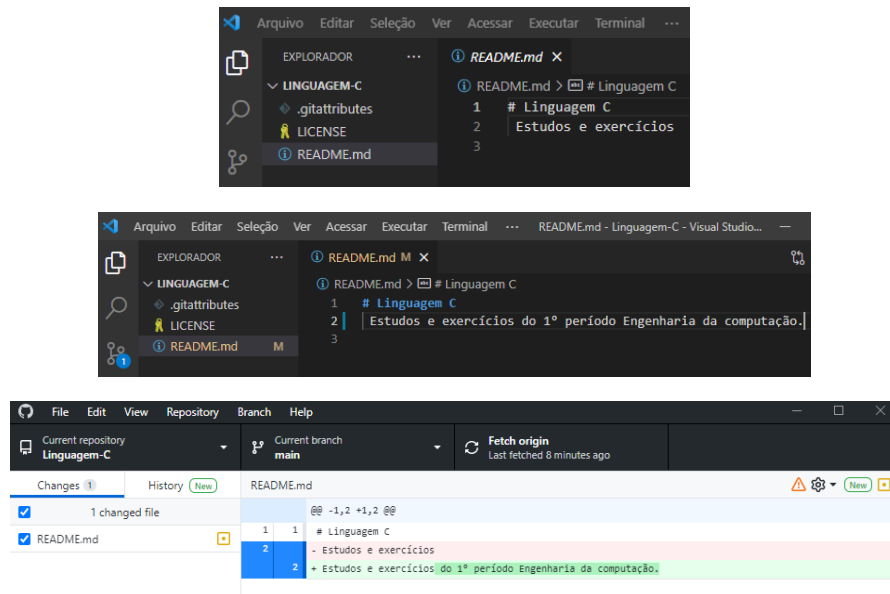 Arquivo Editar Seleção Ver Acessar Executar Terminal ···
EXPLORADOR ··· README.md
LINGUAGEM-C README.md > # Linguagem C
.gitattributes 1 # Linguagem C
LICENSE 2 Estudos e exercícios
README.md 3
Arquivo Editar Seleção Ver Acessar Executar Terminal ··· README.md - Linguagem-C - Visual Studio...
EXPLORADOR ··· README.md M
LINGUAGEM-C README.md > # Linguagem C
.gitattributes 1 # Linguagem C
LICENSE 2 Estudos e exercícios do 1º período Engenharia da computação.
README.md M 3
1
File Edit View Repository Branch Help
Current repository Current branch Fetch origin
Linguagem-C main Last fetched 8 minutes ago
Changes 1 History New README.md New
1 changed file @@ -1,2 +1,2 @@
1 1 # Linguagem C
README.md 2 - Estudos e exercícios
2 + Estudos e exercícios do 1º período Engenharia da computação.